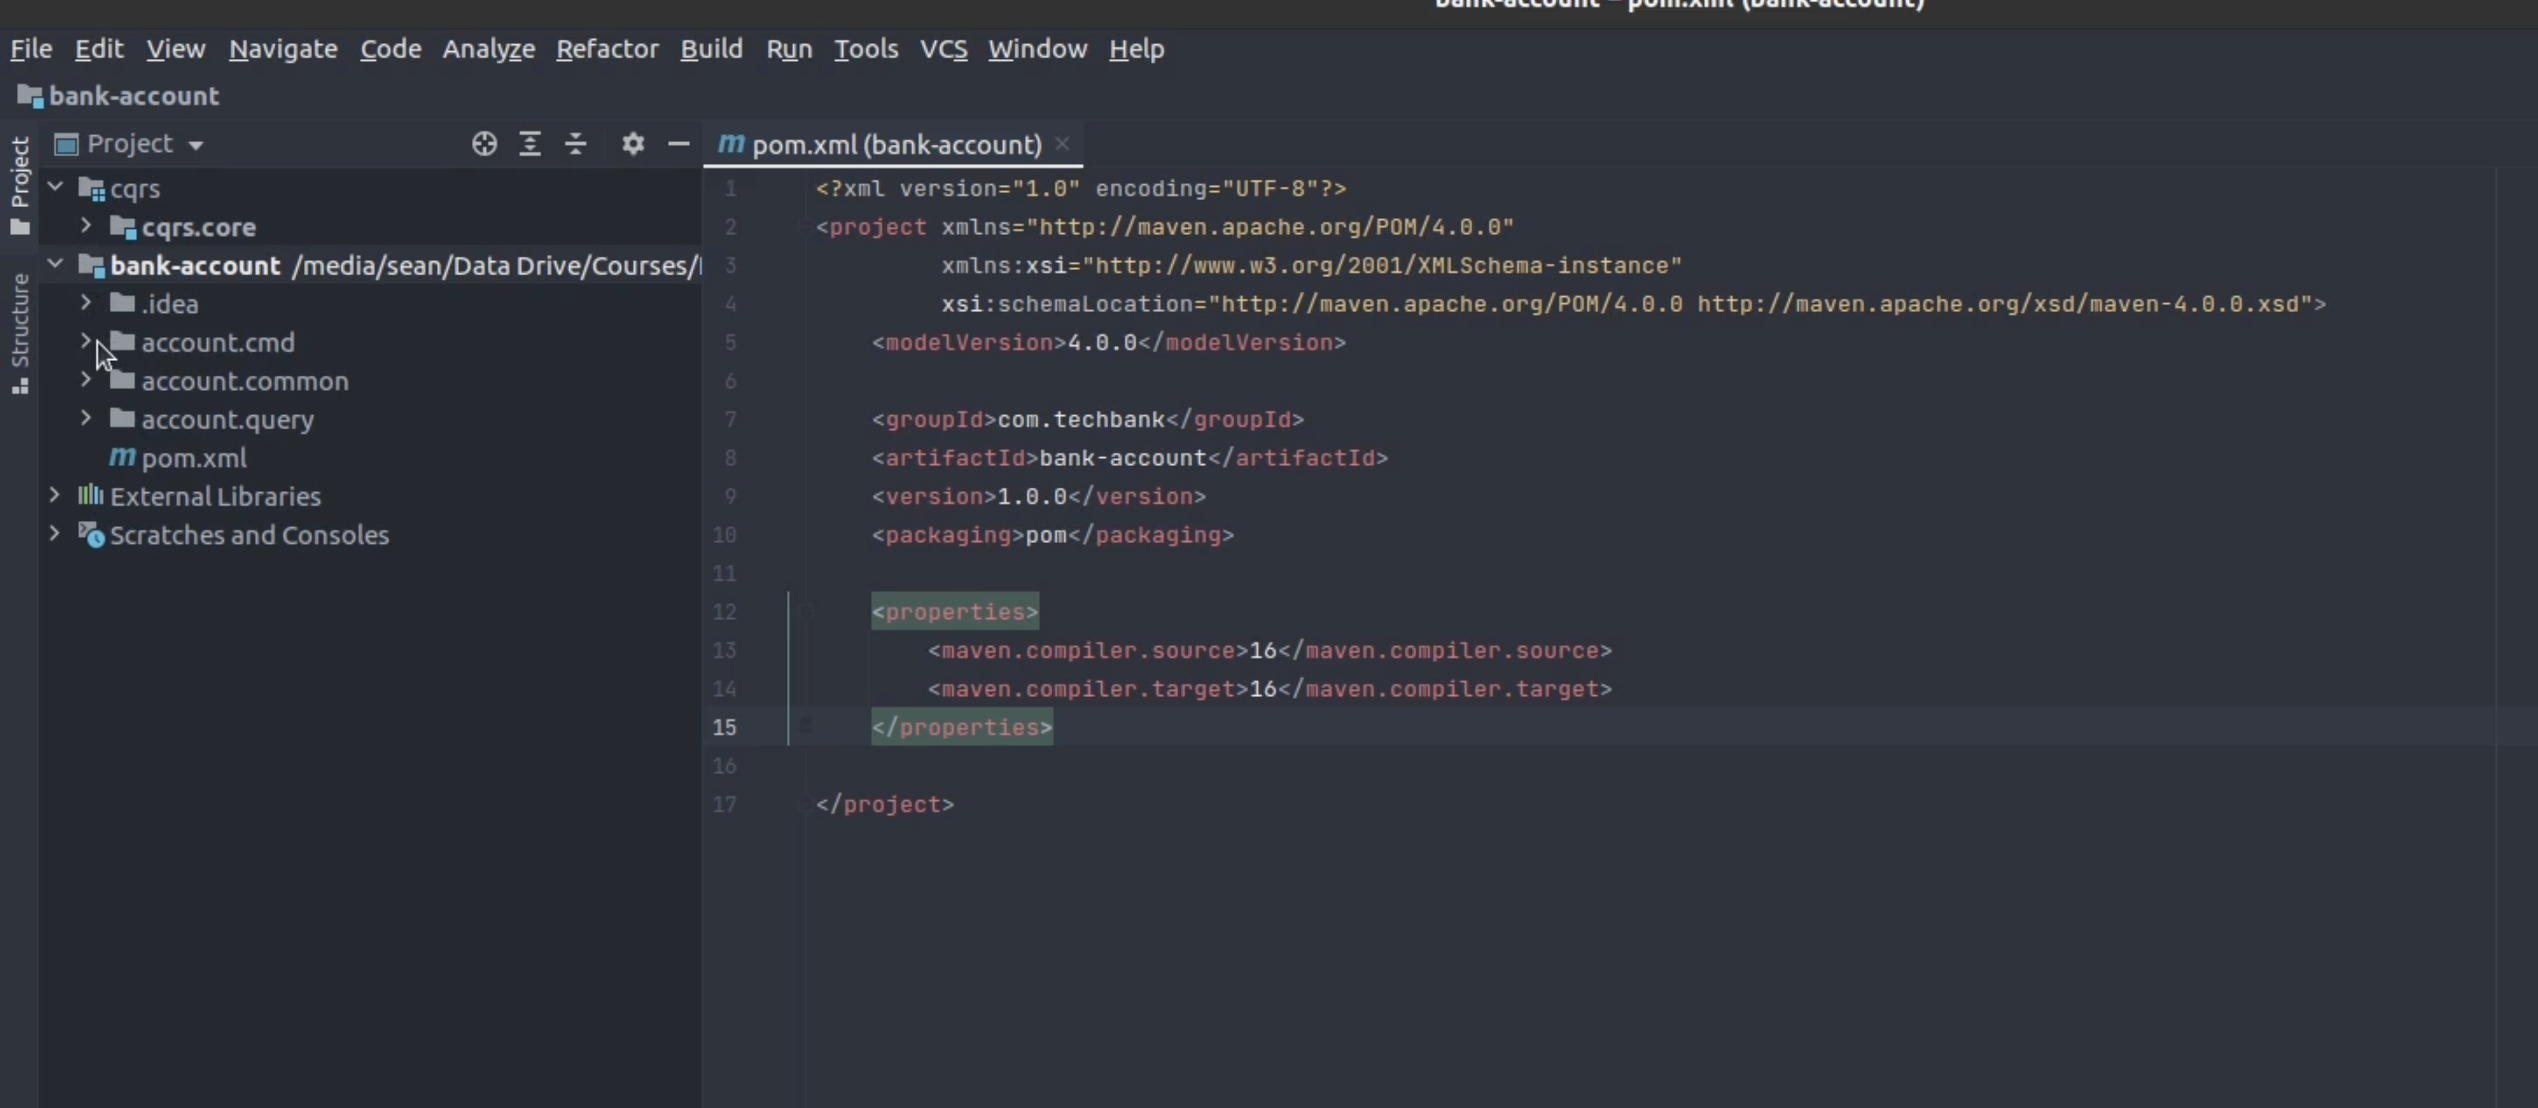 bank-account – pom.xml (bank-account)
File Edit View Navigate Code Analyze Refactor Build Run Tools VCS Window Help
bank-account
Project
Structure
Project
cqrs
cqrs.core
bank-account /media/sean/Data Drive/Courses/
.idea
account.cmd
account.common
account.query
pom.xml
External Libraries
Scratches and Consoles
pom.xml (bank-account)
1 <?xml version="1.0" encoding="UTF-8"?>
2 <project xmlns="http://maven.apache.org/POM/4.0.0"
3 xmlns:xsi="http://www.w3.org/2001/XMLSchema-instance"
4 xsi:schemaLocation="http://maven.apache.org/POM/4.0.0 http://maven.apache.org/xsd/maven-4.0.0.xsd">
5 <modelVersion>4.0.0</modelVersion>
6
7 <groupId>com.techbank</groupId>
8 <artifactId>bank-account</artifactId>
9 <version>1.0.0</version>
10 <packaging>pom</packaging>
11
12 <properties>
13 <maven.compiler.source>16</maven.compiler.source>
14 <maven.compiler.target>16</maven.compiler.target>
15 </properties>
16
17 </project>